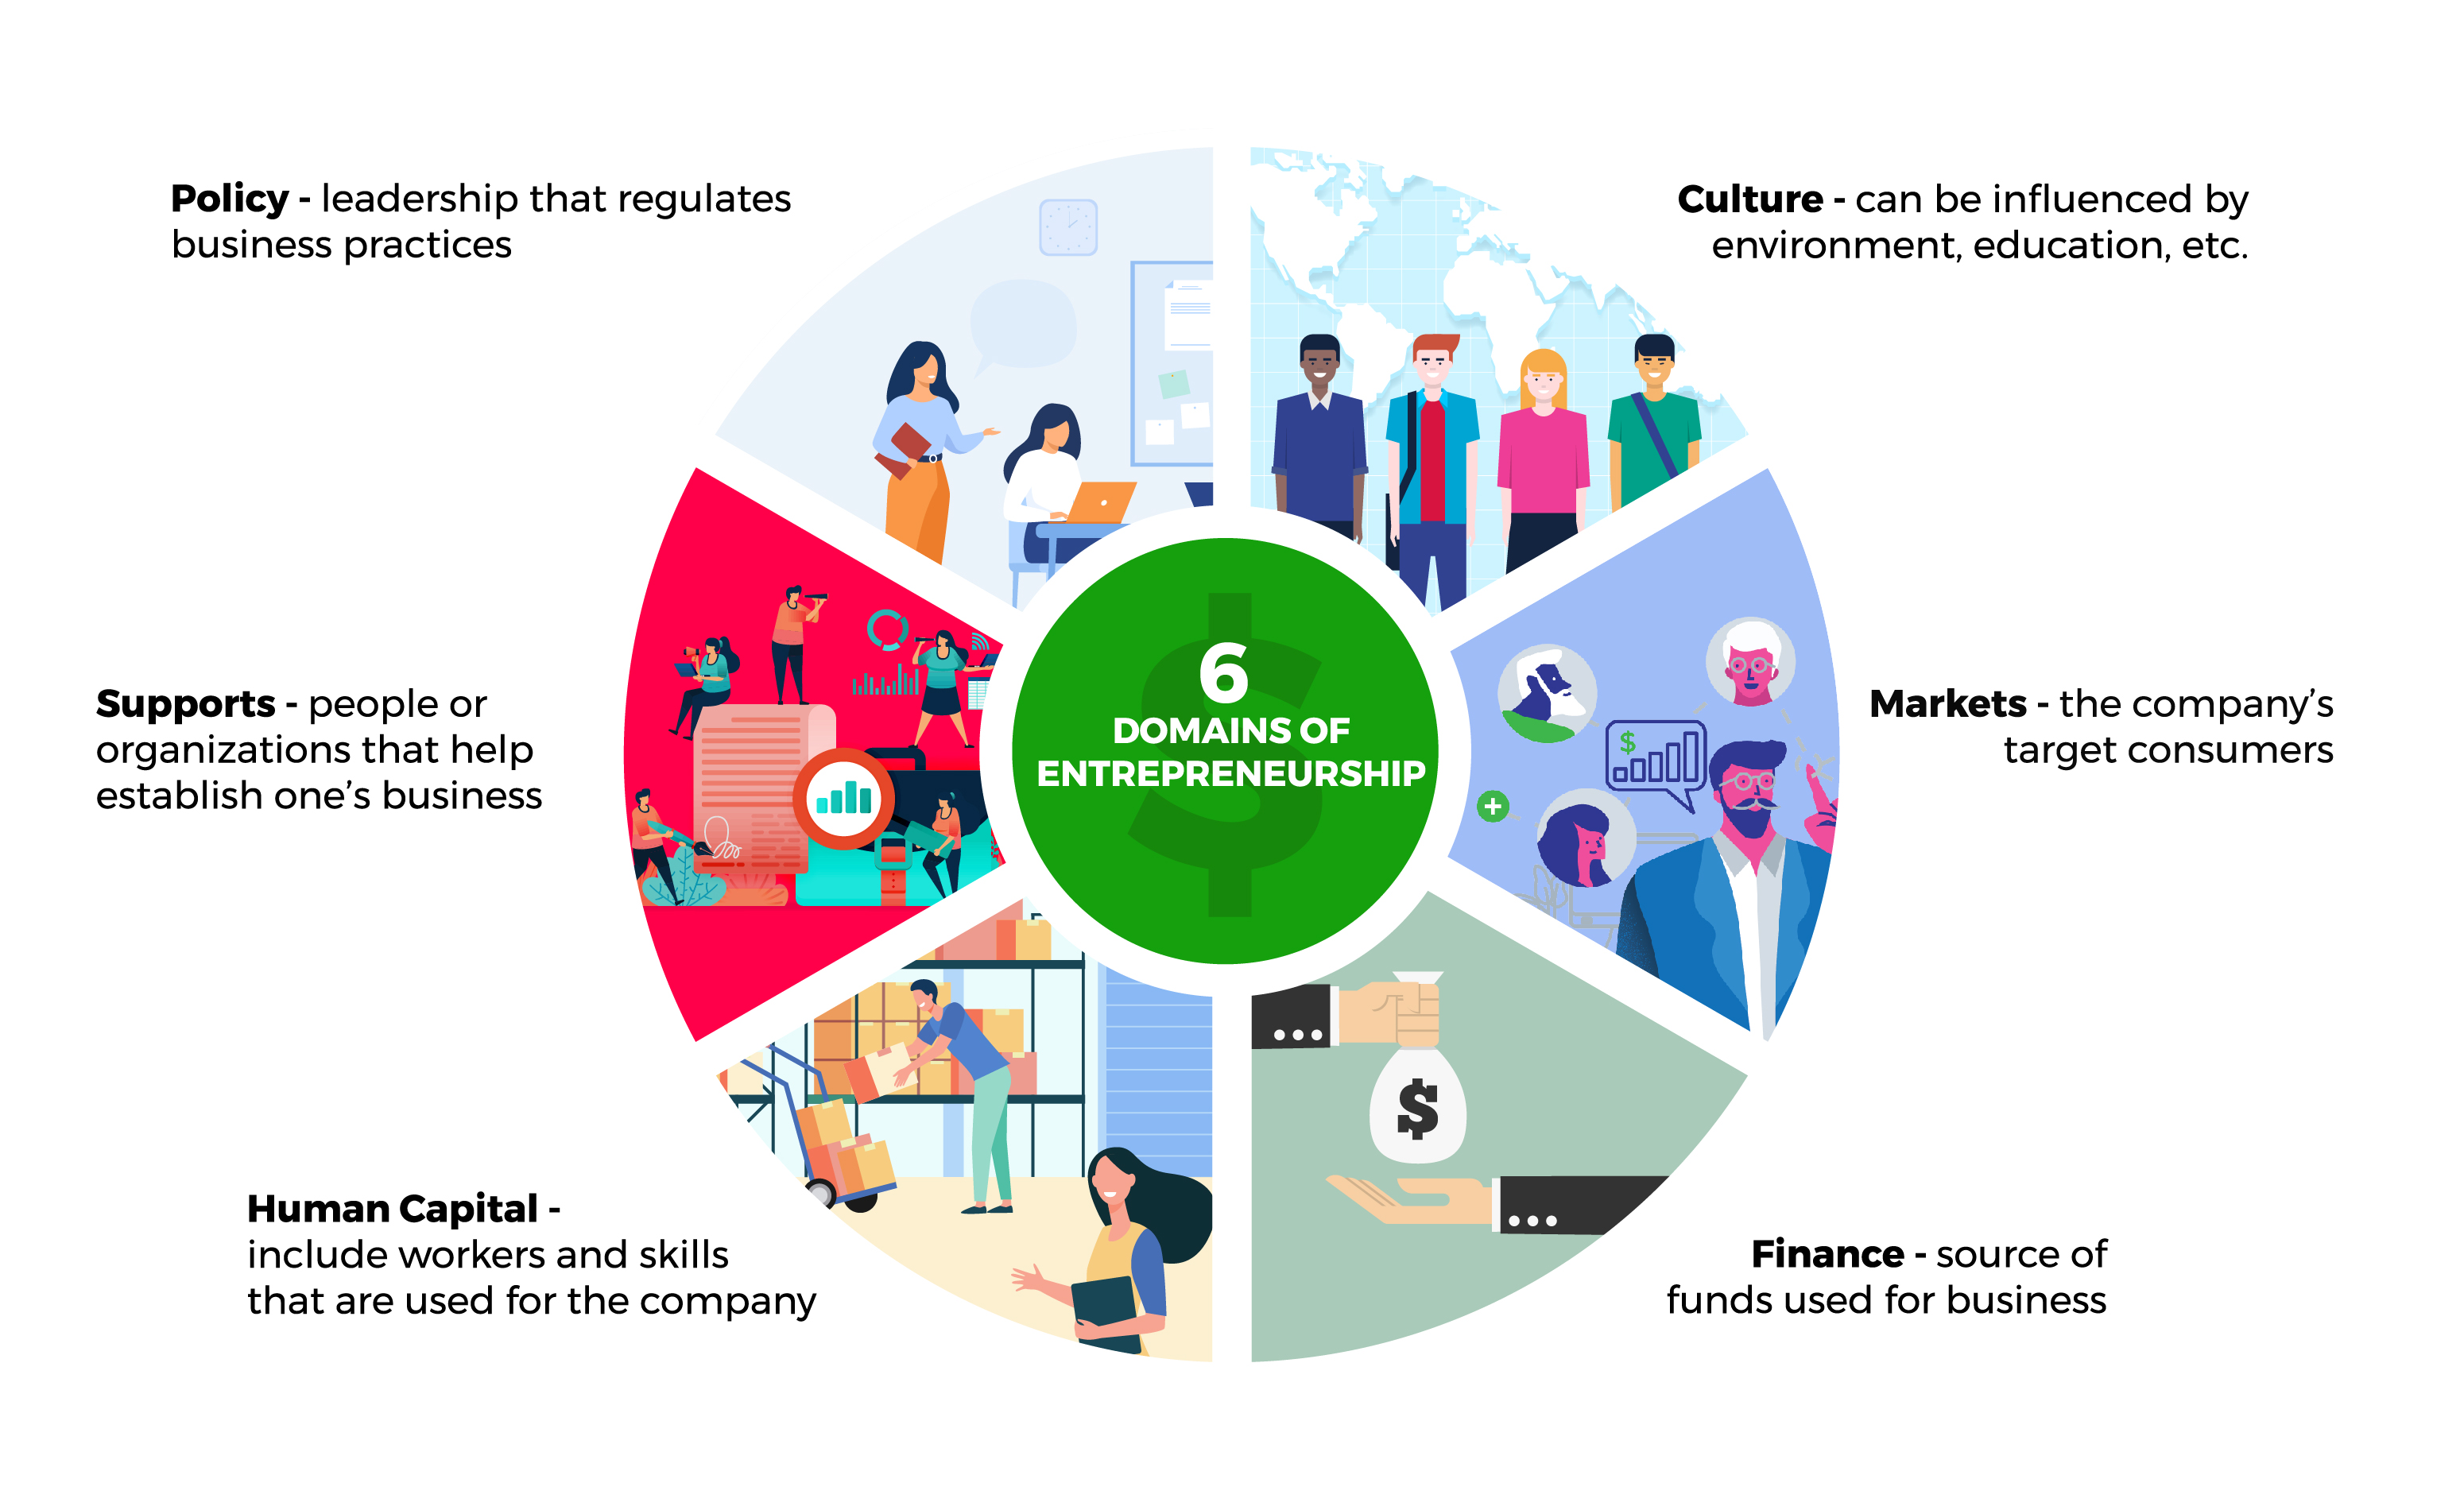 Policy - leadership that regulates
business practices
Culture - can be influenced by
environment, education, etc.
Supports - people or
organizations that help
establish one's business
6
DOMAINS OF
ENTREPRENEURSHIP
$
Markets - the company's
target consumers
$
Human Capital -
include workers and skills
that are used for the company
Finance - source of
funds used for business